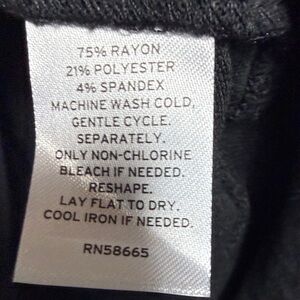 75% RAYON
21% POLYESTER
4% SPANDEX
MACHINE WASH COLD,
GENTLE CYCLE.
SEPARATELY.
ONLY NON-CHLORINE
BLEACH IF NEEDED.
RESHAPE.
LAY FLAT TO DRY.
COOL IRON IF NEEDED.
RN58665